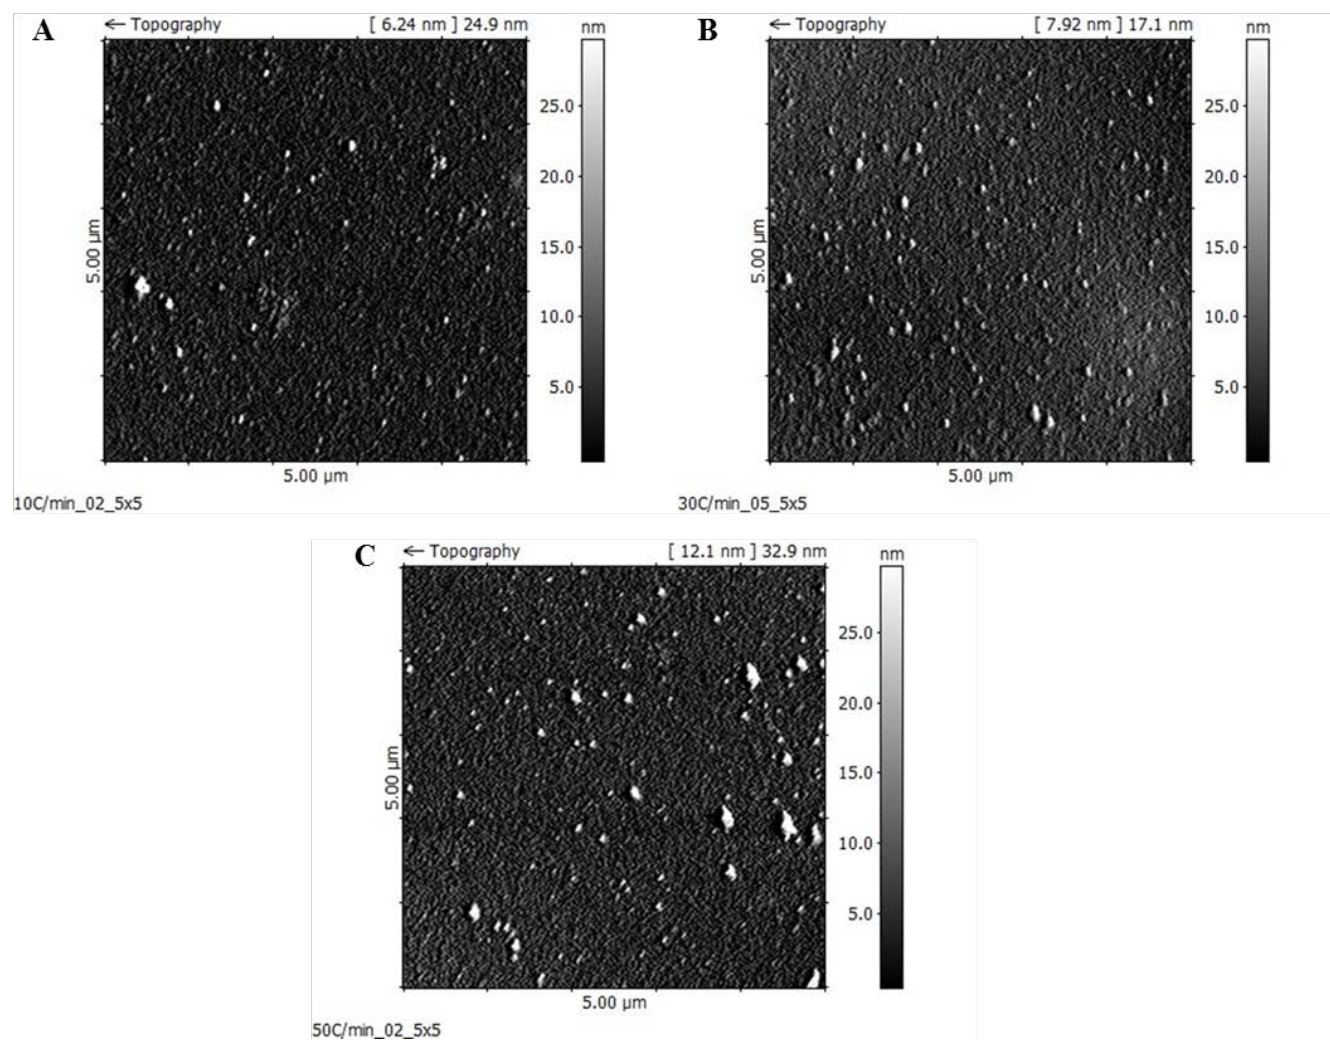 A
← Topography [ 6.24 nm ] 24.9 nm
nm
25.0
20.0
15.0
10.0
5.0
5.00 µm
5.00 µm
10C/min_02_5x5
B
← Topography [ 7.92 nm ] 17.1 nm
nm
25.0
20.0
15.0
10.0
5.0
5.00 µm
5.00 µm
30C/min_05_5x5
C
← Topography [ 12.1 nm ] 32.9 nm
nm
25.0
20.0
15.0
10.0
5.0
5.00 µm
5.00 µm
50C/min_02_5x5